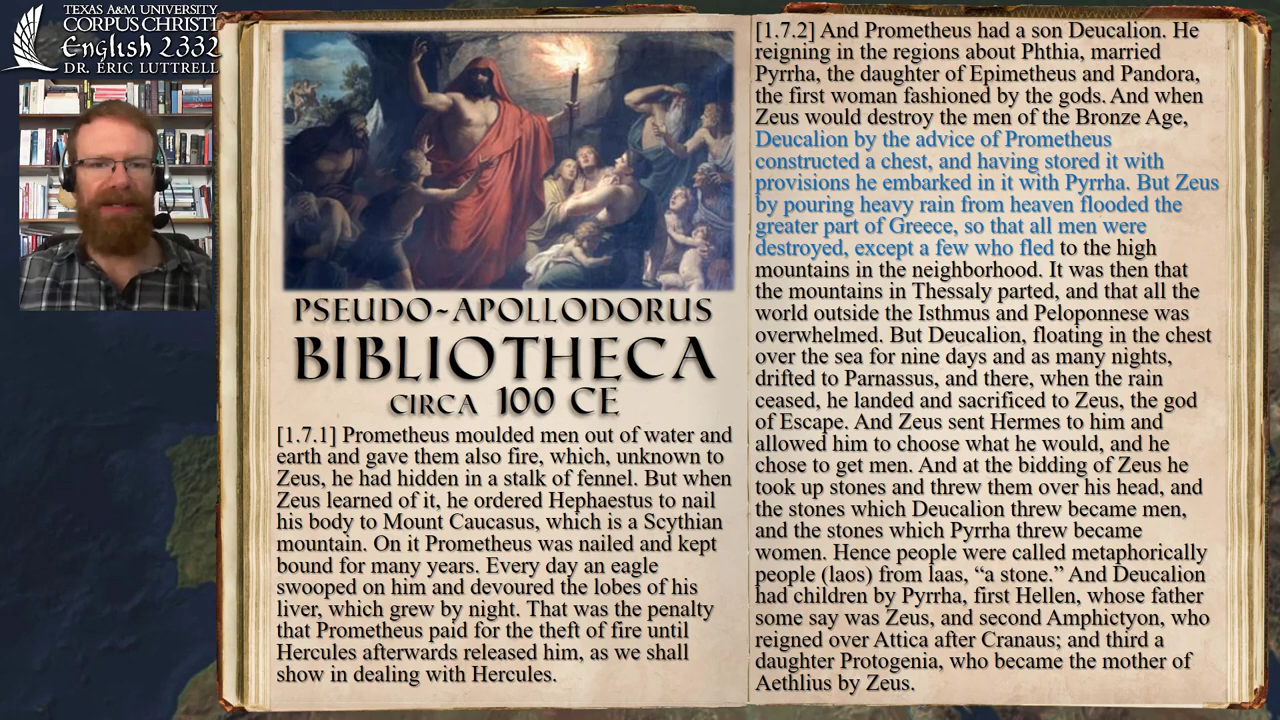 TEXAS A&M UNIVERSITY
CORPUS CHRISTI
English 2332
DR. ERIC LUTTRELL
PSEUDO-APOLLODORUS
BIBLIOTHECA
CIRCA 100 CE
[1.7.1] Prometheus moulded men out of water and
earth and gave them also fire, which, unknown to
Zeus, he had hidden in a stalk of fennel. But when
Zeus learned of it, he ordered Hephaestus to nail
his body to Mount Caucasus, which is a Scythian
mountain. On it Prometheus was nailed and kept
bound for many years. Every day an eagle
swooped on him and devoured the lobes of his
liver, which grew by night. That was the penalty
that Prometheus paid for the theft of fire until
Hercules afterwards released him, as we shall
show in dealing with Hercules.
[1.7.2] And Prometheus had a son Deucalion. He
reigning in the regions about Phthia, married
Pyrrha, the daughter of Epimetheus and Pandora,
the first woman fashioned by the gods. And when
Zeus would destroy the men of the Bronze Age,
Deucalion by the advice of Prometheus
constructed a chest, and having stored it with
provisions he embarked in it with Pyrrha. But Zeus
by pouring heavy rain from heaven flooded the
greater part of Greece, so that all men were
destroyed, except a few who fled to the high
mountains in the neighborhood. It was then that
the mountains in Thessaly parted, and that all the
world outside the Isthmus and Peloponnese was
overwhelmed. But Deucalion, floating in the chest
over the sea for nine days and as many nights,
drifted to Parnassus, and there, when the rain
ceased, he landed and sacrificed to Zeus, the god
of Escape. And Zeus sent Hermes to him and
allowed him to choose what he would, and he
chose to get men. And at the bidding of Zeus he
took up stones and threw them over his head, and
the stones which Deucalion threw became men,
and the stones which Pyrrha threw became
women. Hence people were called metaphorically
people (laos) from laas, “a stone.” And Deucalion
had children by Pyrrha, first Hellen, whose father
some say was Zeus, and second Amphictyon, who
reigned over Attica after Cranaus; and third a
daughter Protogenia, who became the mother of
Aethlius by Zeus.